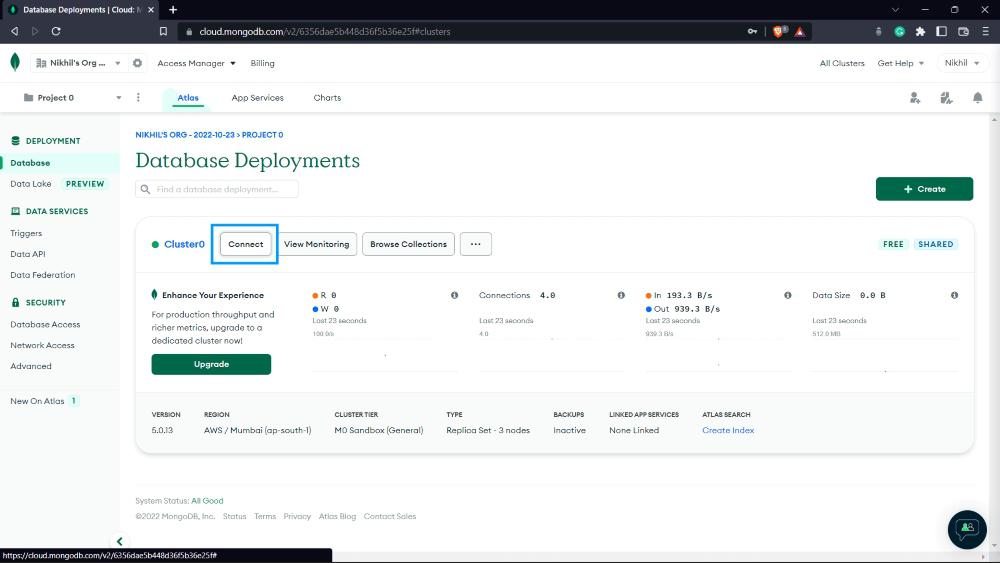 Database Deployments | Cloud: M
cloud.mongodb.com/v2/6356dae5b448d36f5b36e25f#clusters
Nikhil's Org ...
Access Manager
Billing
All Clusters
Get Help
Nikhil
Project 0
Atlas
App Services
Charts
DEPLOYMENT
Database
Data Lake PREVIEW
DATA SERVICES
Triggers
Data API
Data Federation
SECURITY
Database Access
Network Access
Advanced
New On Atlas 1
NIKHIL'S ORG - 2022-10-23 > PROJECT 0
Database Deployments
Find a database deployment...
+ Create
Cluster0
Connect
View Monitoring
Browse Collections
...
FREE
SHARED
Enhance Your Experience
For production throughput and
richer metrics, upgrade to a
dedicated cluster now!
Upgrade
R 0
W 0
Last 23 seconds
100.0/s
Connections 4.0
Last 23 seconds
4.0
In 193.3 B/s
Out 939.3 B/s
Last 23 seconds
939.3 B/s
Data Size 0.0 B
Last 23 seconds
512.0 MB
VERSION REGION CLUSTER TIER TYPE BACKUPS LINKED APP SERVICES ATLAS SEARCH
5.0.13 AWS / Mumbai (ap-south-1) M0 Sandbox (General) Replica Set - 3 nodes Inactive None Linked Create Index
System Status: All Good
©2022 MongoDB, Inc. Status Terms Privacy Atlas Blog Contact Sales
https://cloud.mongodb.com/v2/6356dae5b448d36f5b36e25f#